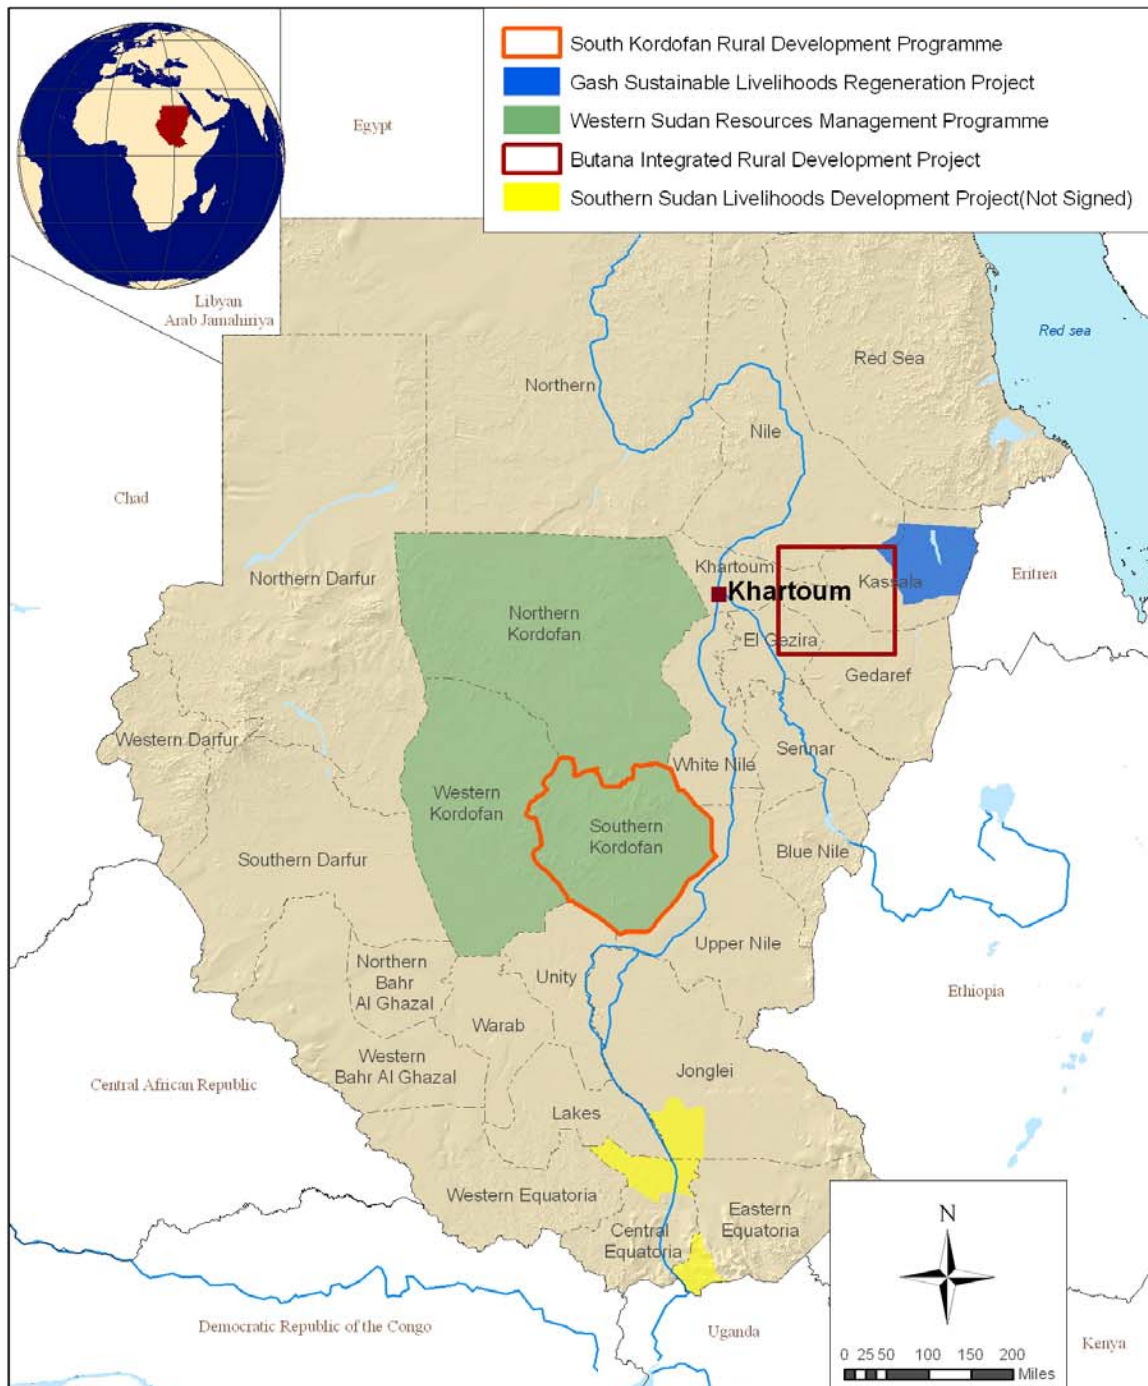 South Kordofan Rural Development Programme
Gash Sustainable Livelihoods Regeneration Project
Western Sudan Resources Management Programme
Butana Integrated Rural Development Project
Southern Sudan Livelihoods Development Project(Not Signed)
Egypt
Libyan
Arab Jamahiriya
Red sea
Red Sea
Northern
Nile
Chad
Khartoum
Khartoum
Kassala
Eritrea
Northern Darfur
Northern
Kordofan
El Gezira
Gedaref
Western Darfur
White Nile
Sennar
Western
Kordofan
Southern
Kordofan
Blue Nile
Southern Darfur
Upper Nile
Northern
Bahr
Al Ghazal
Unity
Ethiopia
Warab
Western
Bahr Al Ghazal
Jonglei
Central African Republic
Lakes
Western Equatoria
Eastern
Equatoria
Central
Equatoria
N
Democratic Republic of the Congo
Uganda
Kenya
0 25 50 100 150 200
Miles